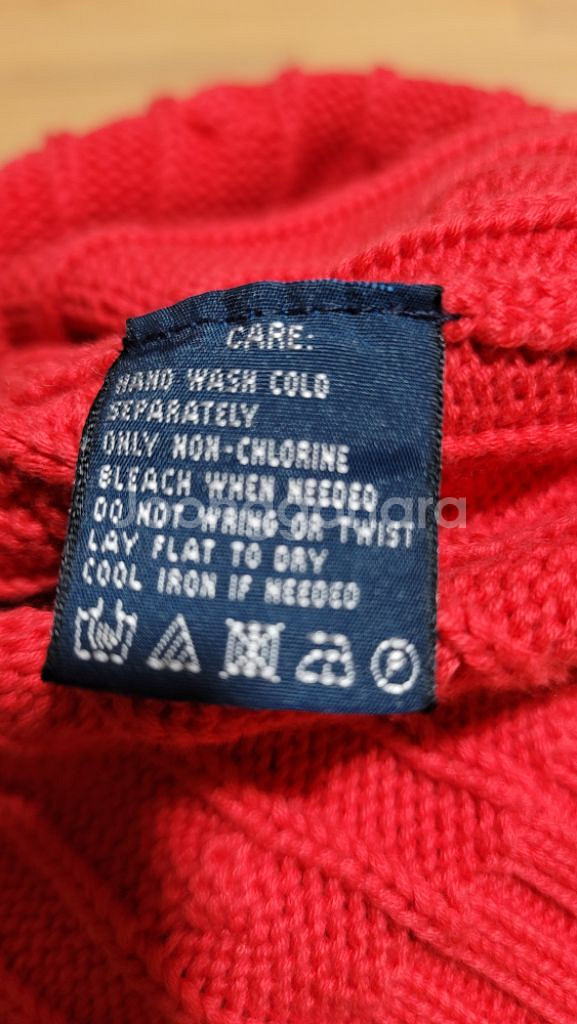 CARE:
HAND WASH COLD
SEPARATELY
ONLY NON-CHLORINE
BLEACH WHEN NEEDED
DO NOT WRING OR TWIST
Joonggonara
LAY FLAT TO DRY
COOL IRON IF NEEDED
P